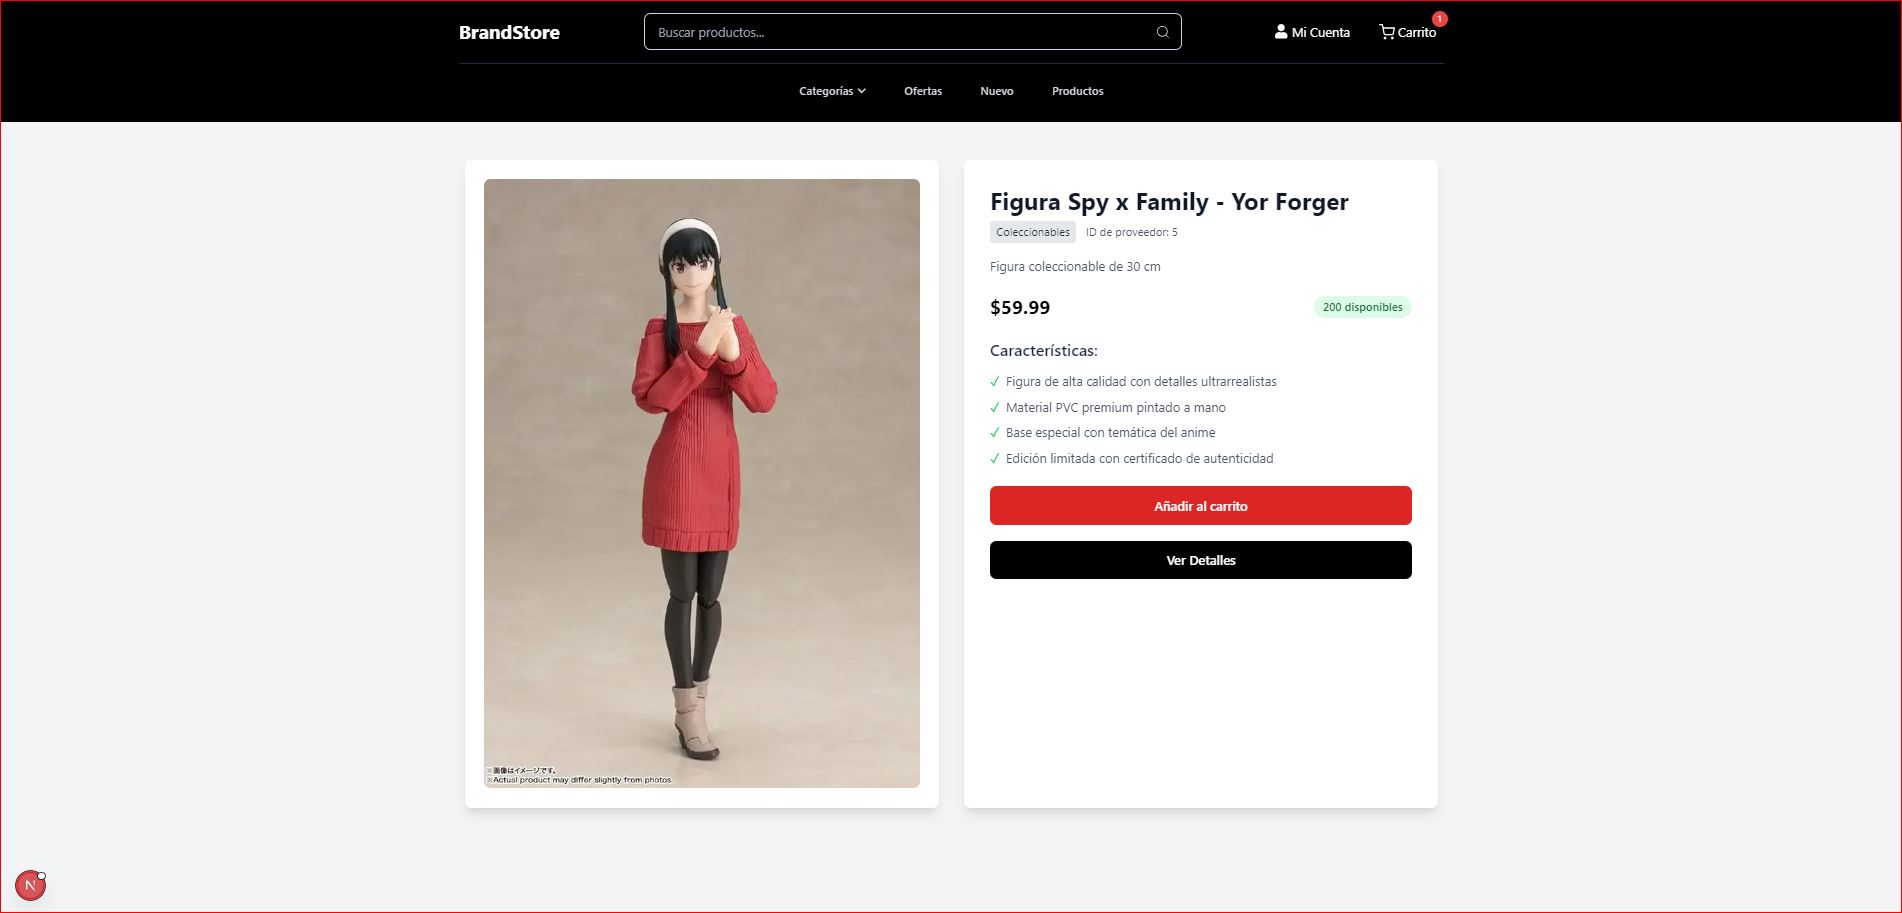 BrandStore
Buscar productos...
Mi Cuenta
Carrito
1
Categorías
Ofertas
Nuevo
Productos
※画像はイメージです。
※Actual product may differ slightly from photos.
Figura Spy x Family - Yor Forger
Coleccionables
ID de proveedor: 5
Figura coleccionable de 30 cm
$59.99
200 disponibles
Características:
✓ Figura de alta calidad con detalles ultrarrealistas
✓ Material PVC premium pintado a mano
✓ Base especial con temática del anime
✓ Edición limitada con certificado de autenticidad
Añadir al carrito
Ver Detalles
N